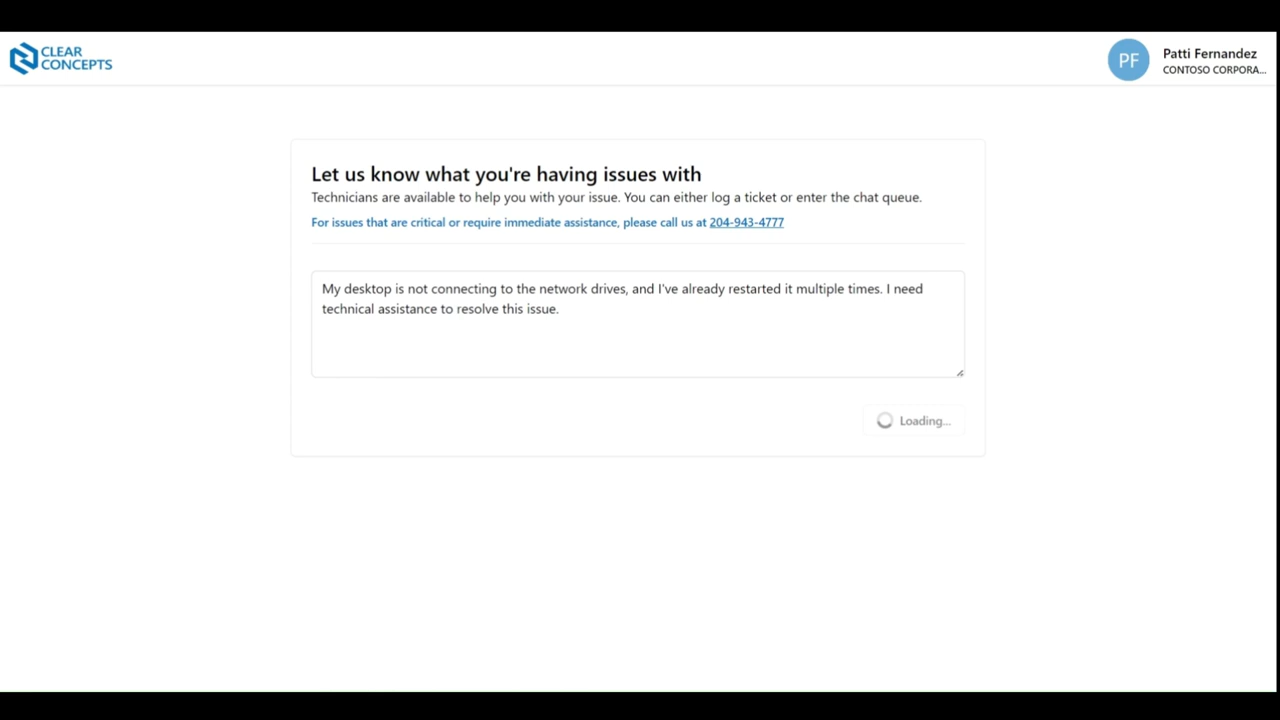 CLEAR
CONCEPTS
PF
Patti Fernandez
CONTOSO CORPORA...
Let us know what you're having issues with
Technicians are available to help you with your issue. You can either log a ticket or enter the chat queue.
For issues that are critical or require immediate assistance, please call us at 204-943-4777
My desktop is not connecting to the network drives, and I've already restarted it multiple times. I need
technical assistance to resolve this issue.
Loading...